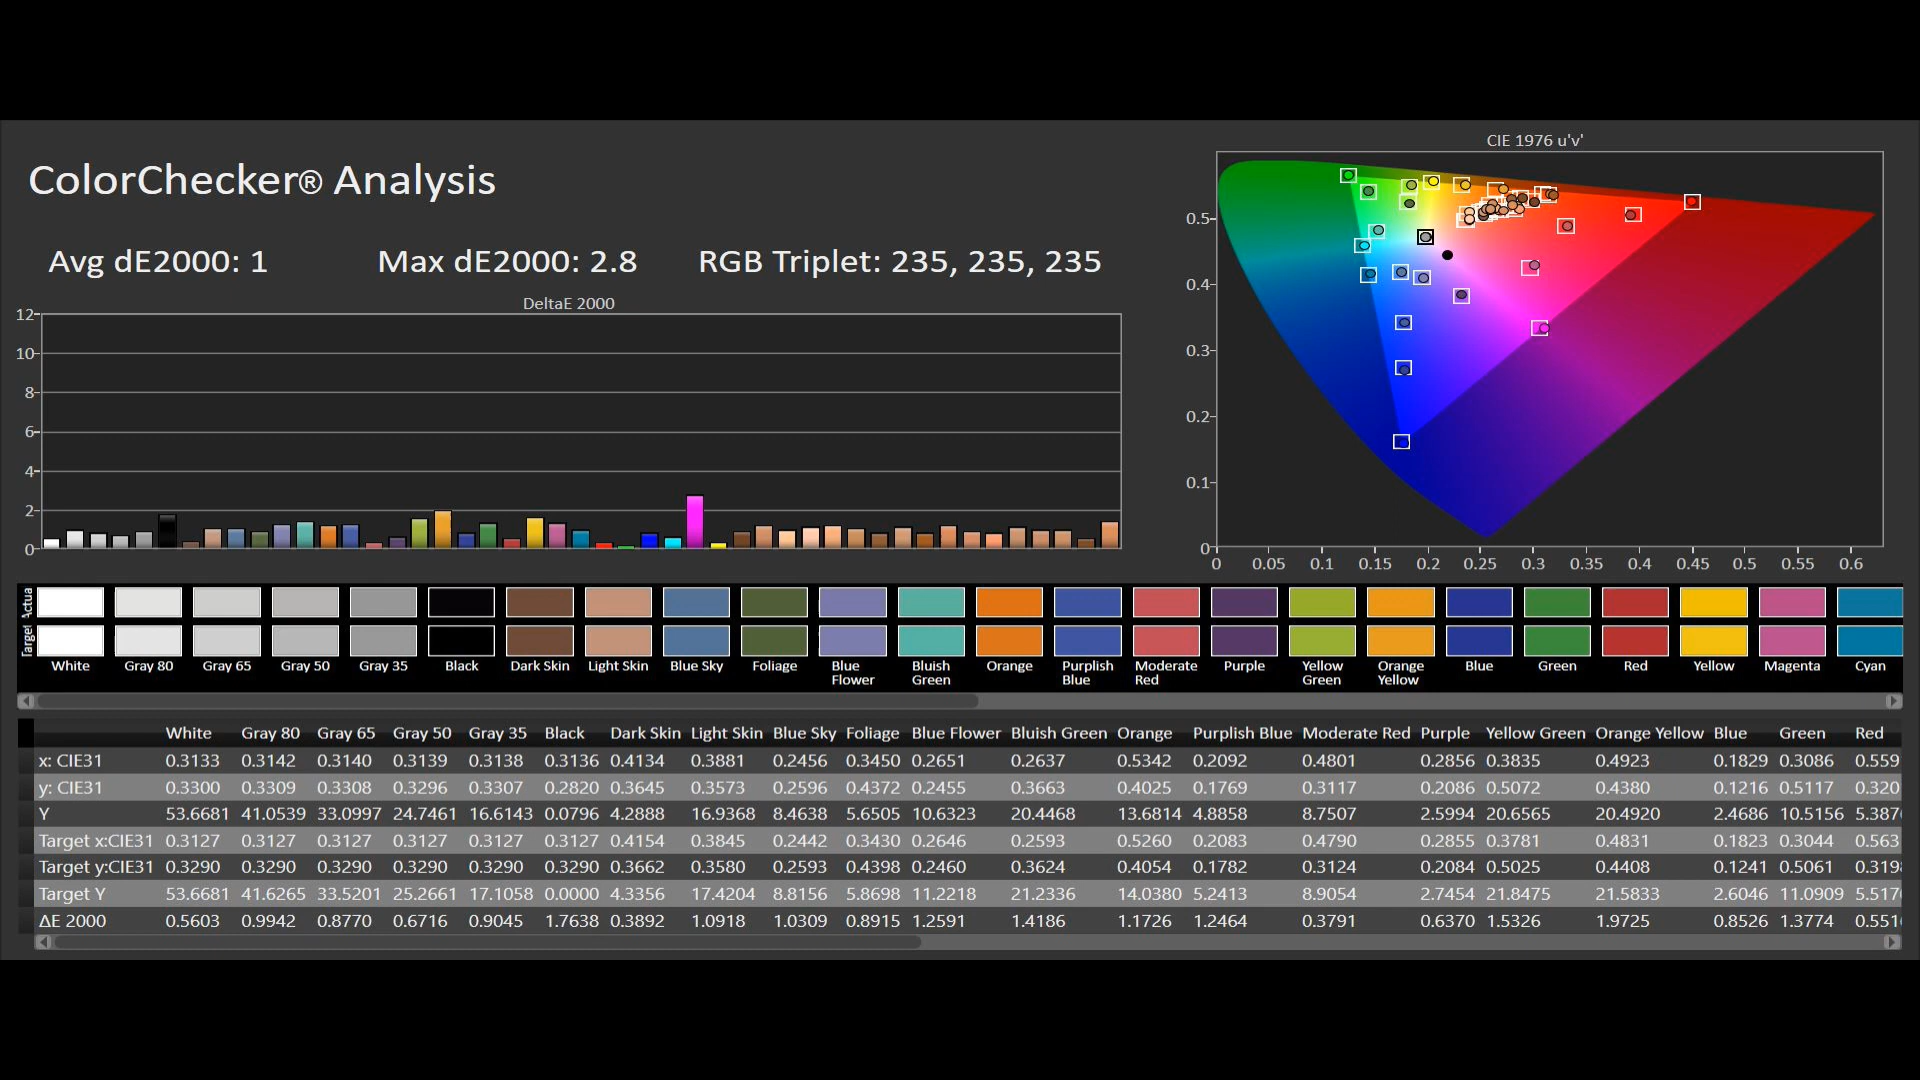 ColorChecker® Analysis
Avg dE2000: 1
Max dE2000: 2.8
RGB Triplet: 235, 235, 235
DeltaE 2000
12
10
8
6
4
2
0
CIE 1976 u'v'
0.5
0.4
0.3
0.2
0.1
0
0 0.05 0.1 0.15 0.2 0.25 0.3 0.35 0.4 0.45 0.5 0.55 0.6
Actua
Target
White Gray 80 Gray 65 Gray 50 Gray 35 Black Dark Skin Light Skin Blue Sky Foliage Blue Flower Bluish Green Orange Purplish Blue Moderate Red Purple Yellow Green Orange Yellow Blue Green Red Yellow Magenta Cyan
White Gray 80 Gray 65 Gray 50 Gray 35 Black Dark Skin Light Skin Blue Sky Foliage Blue Flower Bluish Green Orange Purplish Blue Moderate Red Purple Yellow Green Orange Yellow Blue Green Red
x: CIE31 0.3133 0.3142 0.3140 0.3139 0.3138 0.3136 0.4134 0.3881 0.2456 0.3450 0.2651 0.2637 0.5342 0.2092 0.4801 0.2856 0.3835 0.4923 0.1829 0.3086 0.559
y: CIE31 0.3300 0.3309 0.3308 0.3296 0.3307 0.2820 0.3645 0.3573 0.2596 0.4372 0.2455 0.3663 0.4025 0.1769 0.3117 0.2086 0.5072 0.4380 0.1216 0.5117 0.320
Y 53.6681 41.0539 33.0997 24.7461 16.6143 0.0796 4.2888 16.9368 8.4638 5.6505 10.6323 20.4468 13.6814 4.8858 8.7507 2.5994 20.6565 20.4920 2.4686 10.5156 5.387
Target x:CIE31 0.3127 0.3127 0.3127 0.3127 0.3127 0.3127 0.4154 0.3845 0.2442 0.3430 0.2646 0.2593 0.5260 0.2083 0.4790 0.2855 0.3781 0.4831 0.1823 0.3044 0.563
Target y:CIE31 0.3290 0.3290 0.3290 0.3290 0.3290 0.3290 0.3662 0.3580 0.2593 0.4398 0.2460 0.3624 0.4054 0.1782 0.3124 0.2084 0.5025 0.4408 0.1241 0.5061 0.319
Target Y 53.6681 41.6265 33.5201 25.2661 17.1058 0.0000 4.3356 17.4204 8.8156 5.8698 11.2218 21.2336 14.0380 5.2413 8.9054 2.7454 21.8475 21.5833 2.6046 11.0909 5.517
ΔE 2000 0.5603 0.9942 0.8770 0.6716 0.9045 1.7638 0.3892 1.0918 1.0309 0.8915 1.2591 1.4186 1.1726 1.2464 0.3791 0.6370 1.5326 1.9725 0.8526 1.3774 0.551